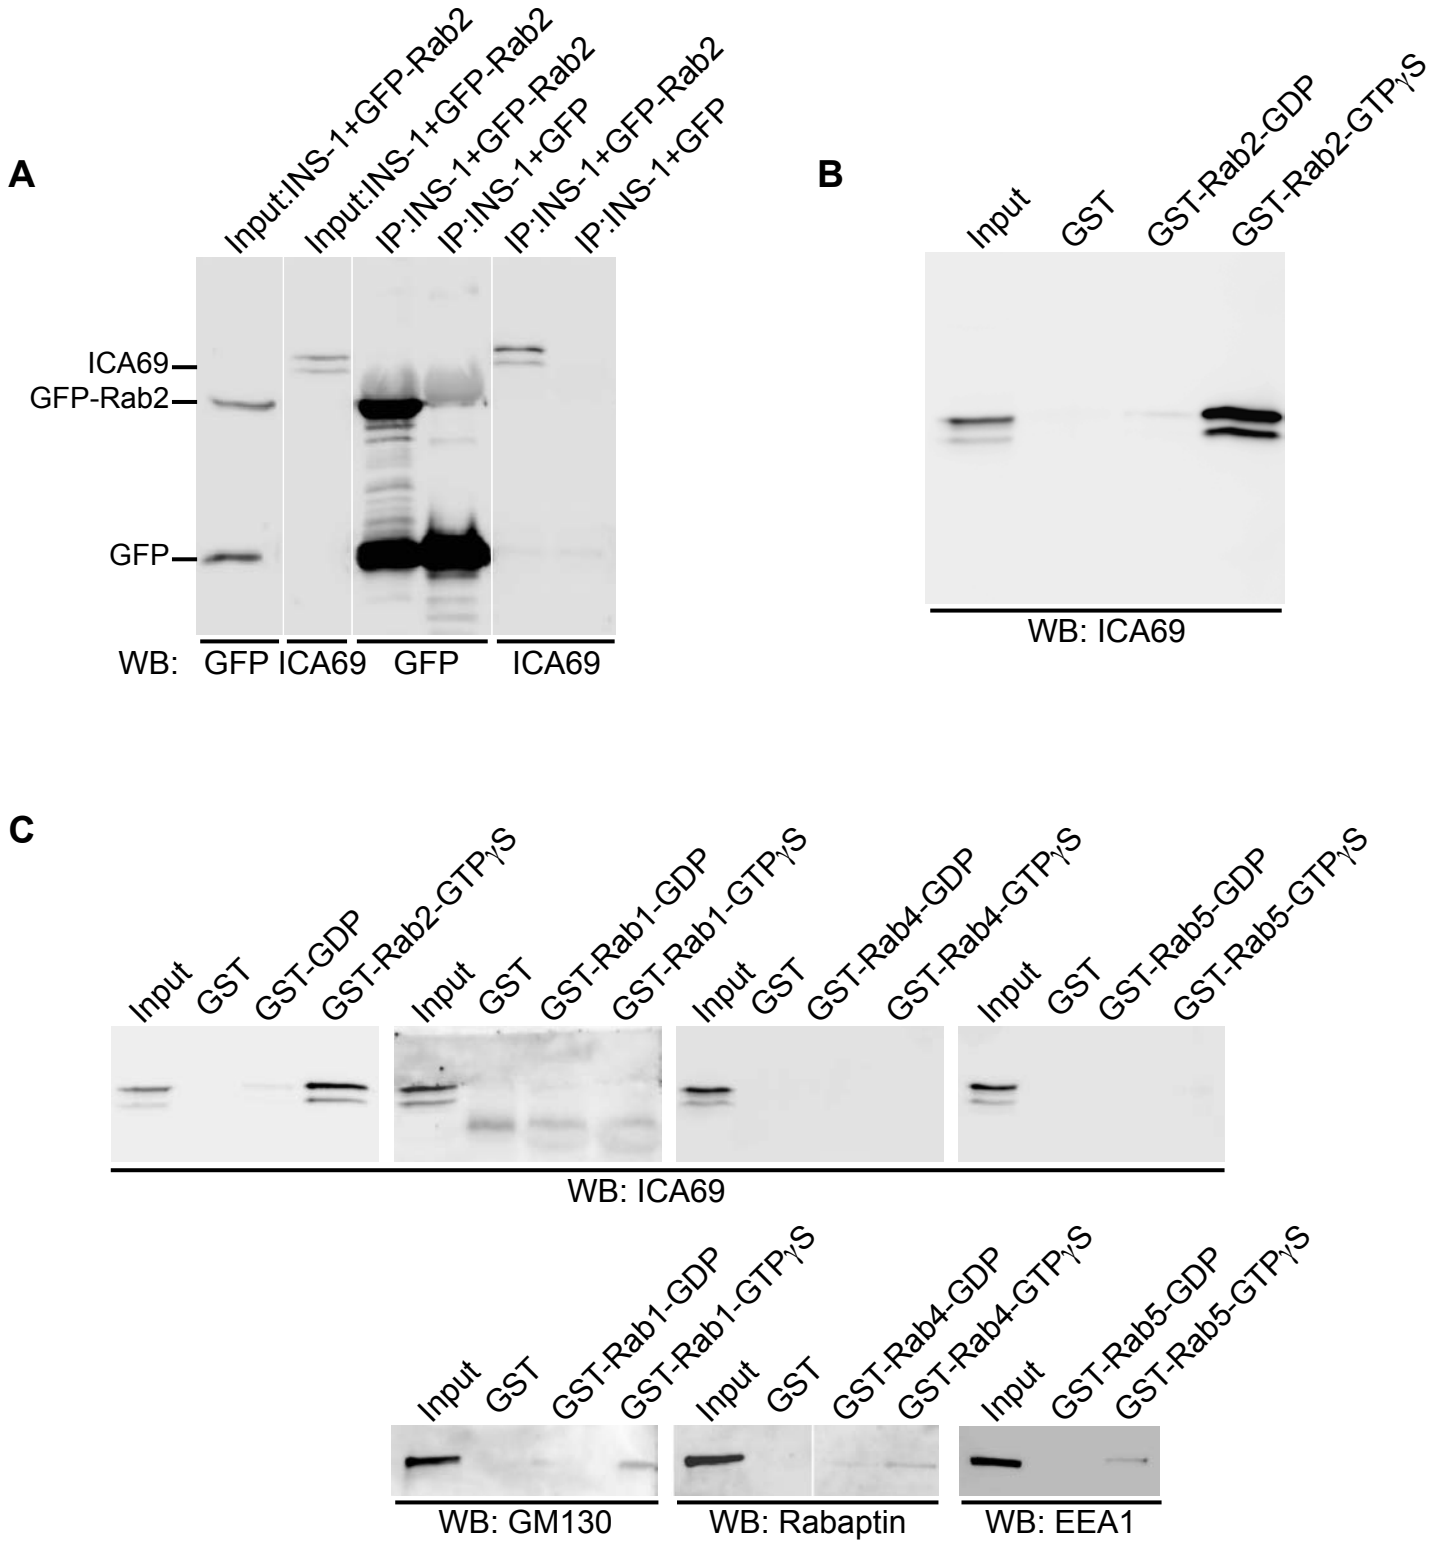 A
Input:INS-1+GFP-Rab2
Input:INS-1+GFP-Rab2
IP:INS-1+GFP-Rab2
IP:INS-1+GFP
IP:INS-1+GFP-Rab2
IP:INS-1+GFP
ICA69
GFP-Rab2
GFP
WB: GFP ICA69 GFP ICA69
B
Input
GST
GST-Rab2-GDP
GST-Rab2-GTPγS
WB: ICA69
C
Input
GST
GST-GDP
GST-Rab2-GTPγS
Input
GST
GST-Rab1-GDP
GST-Rab1-GTPγS
Input
GST
GST-Rab4-GDP
GST-Rab4-GTPγS
Input
GST
GST-Rab5-GDP
GST-Rab5-GTPγS
WB: ICA69
Input
GST
GST-Rab1-GDP
GST-Rab1-GTPγS
Input
GST
GST-Rab4-GDP
GST-Rab4-GTPγS
Input
GST-Rab5-GDP
GST-Rab5-GTPγS
WB: GM130
WB: Rabaptin
WB: EEA1